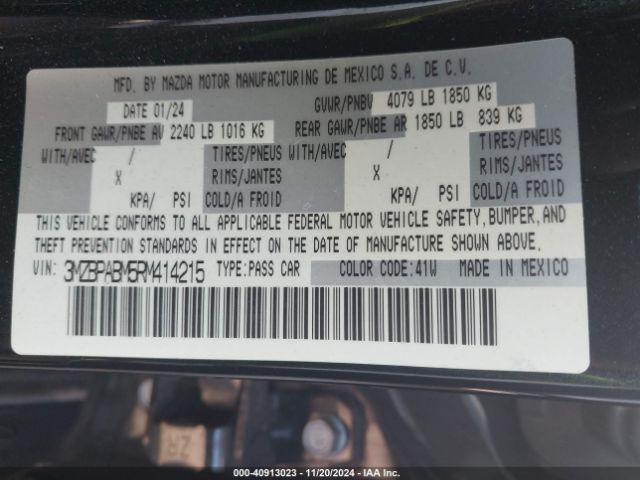 MFD. BY MAZDA MOTOR MANUFACTURING DE MEXICO S.A. DE C.V.
DATE 01/24 GVWR/PNBV 4079 LB 1850 KG
FRONT GAWR/PNBE AV 2240 LB 1016 KG REAR GAWR/PNBE AR 1850 LB 839 KG
WITH/AVEC / TIRES/PNEUS WITH/AVEC / TIRES/PNEUS
X RIMS/JANTES X RIMS/JANTES
KPA/ PSI COLD/A FROID KPA/ PSI COLD/A FROID
THIS VEHICLE CONFORMS TO ALL APPLICABLE FEDERAL MOTOR VEHICLE SAFETY, BUMPER, AND
THEFT PREVENTION STANDARDS IN EFFECT ON THE DATE OF MANUFACTURE SHOWN ABOVE.
VIN: 3MZBPABM5RM414215 TYPE:PASS CAR COLOR CODE:41W MADE IN MEXICO
000-40913023 - 11/20/2024 - IAA Inc.